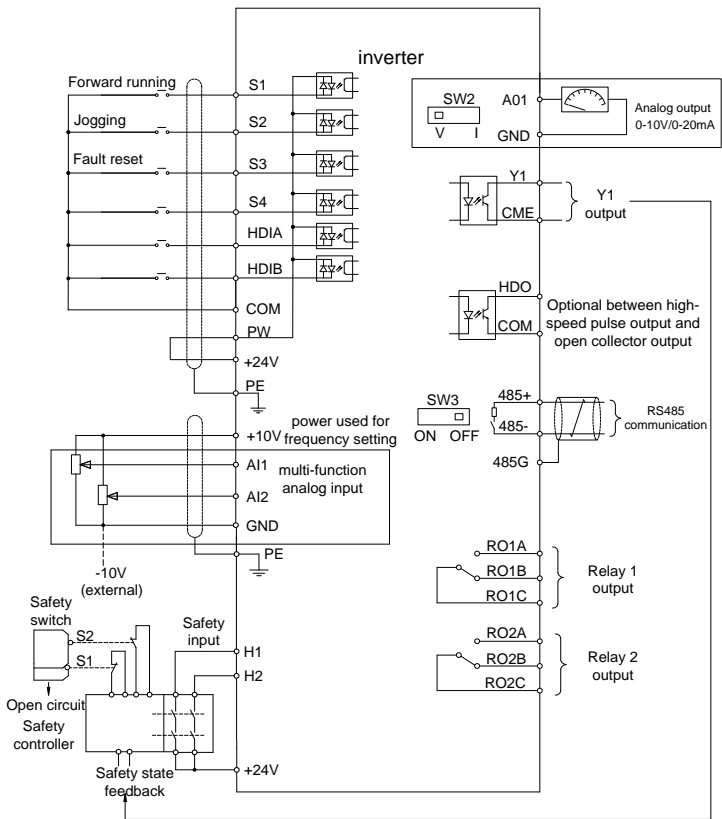 inverter
Forward running
S1
Jogging
S2
Fault reset
S3
S4
HDIA
HDIB
COM
PW
+24V
PE
SW2
V I
A01
GND
Analog output
0-10V/0-20mA
Y1
CME
Y1
output
HDO
COM
Optional between high-
speed pulse output and
open collector output
SW3
ON OFF
485+
485-
485G
RS485
communication
+10V
power used for
frequency setting
AI1
AI2
multi-function
analog input
GND
PE
-10V
(external)
RO1A
RO1B
RO1C
Relay 1
output
RO2A
RO2B
RO2C
Relay 2
output
Safety
switch
S2
S1
Open circuit
Safety
controller
Safety
input
H1
H2
+24V
Safety state
feedback